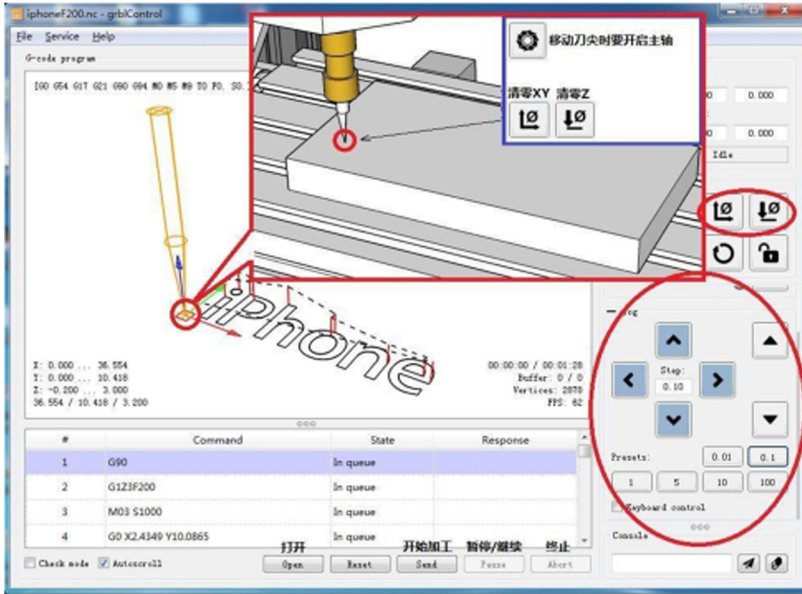 iphoneF200.nc - grblControl
File Service Help
G-code program
[G0 G54 G17 G21 G90 G94 M0 M5 M9 T0 F0. S0.
移动刀尖时要开启主轴
清零XY 清零Z
0.000
0.000
Idle
iPhone
X: 0.000 ... 36.554
Y: 0.000 ... 10.418
Z: -0.200 ... 3.000
36.554 / 10.418 / 3.200
00:00:00 / 00:01:28
Buffer: 0 / 0
Vertices: 2878
FPS: 62
Step:
0.10
Presets: 0.01 0.1
1 5 10 100
Keyboard control
Console
# Command State Response
1 G90 In queue
2 G1Z3F200 In queue
3 M03 S1000 In queue
4 G0 X2.4349 Y10.0865 In queue
打开 开始加工 暂停/继续 终止
Check mode Autoscroll Open Reset Send Pause Abort